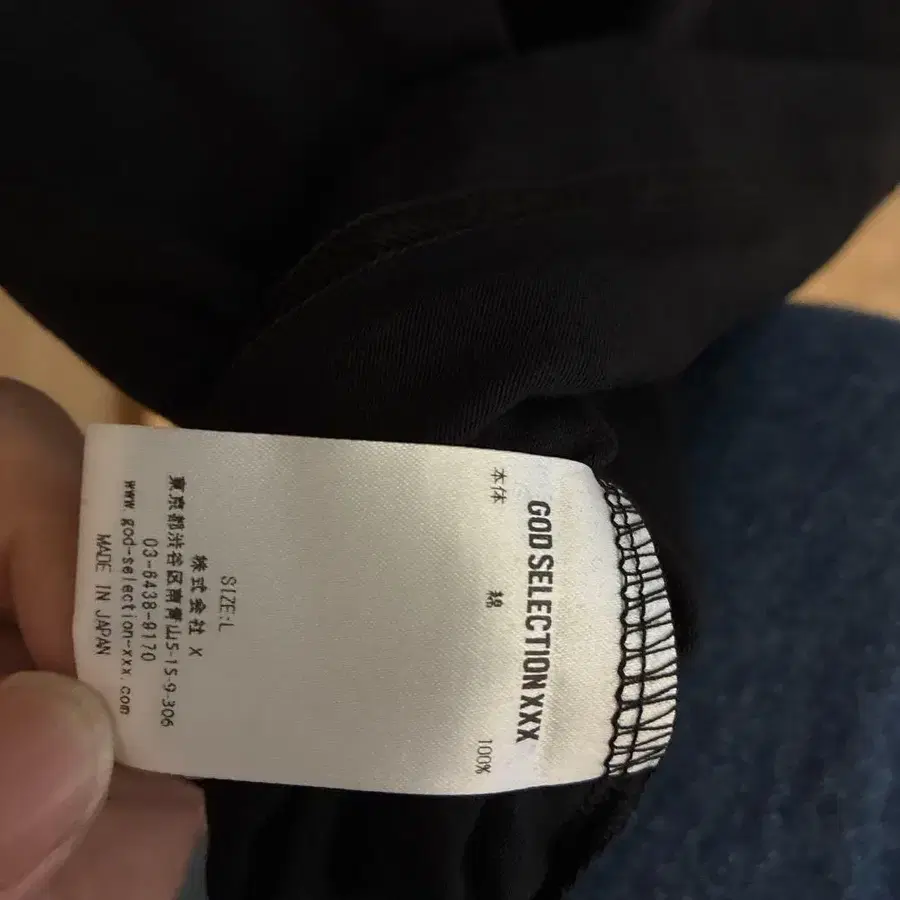 GOD SELECTION XXX
本体 綿 100%
SIZE:L
株式会社 X
東京都渋谷区南青山5-15-9-306
03-6438-9170
www.god-selection-xxx.com
MADE IN JAPAN